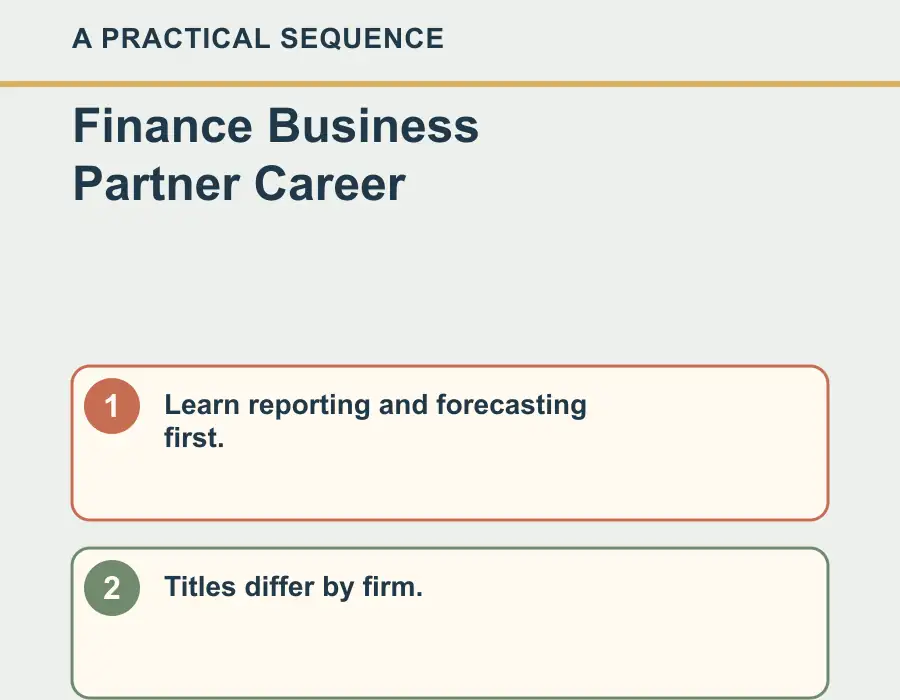 A PRACTICAL SEQUENCE
Finance Business
Partner Career
1
Learn reporting and forecasting
first.
2
Titles differ by firm.